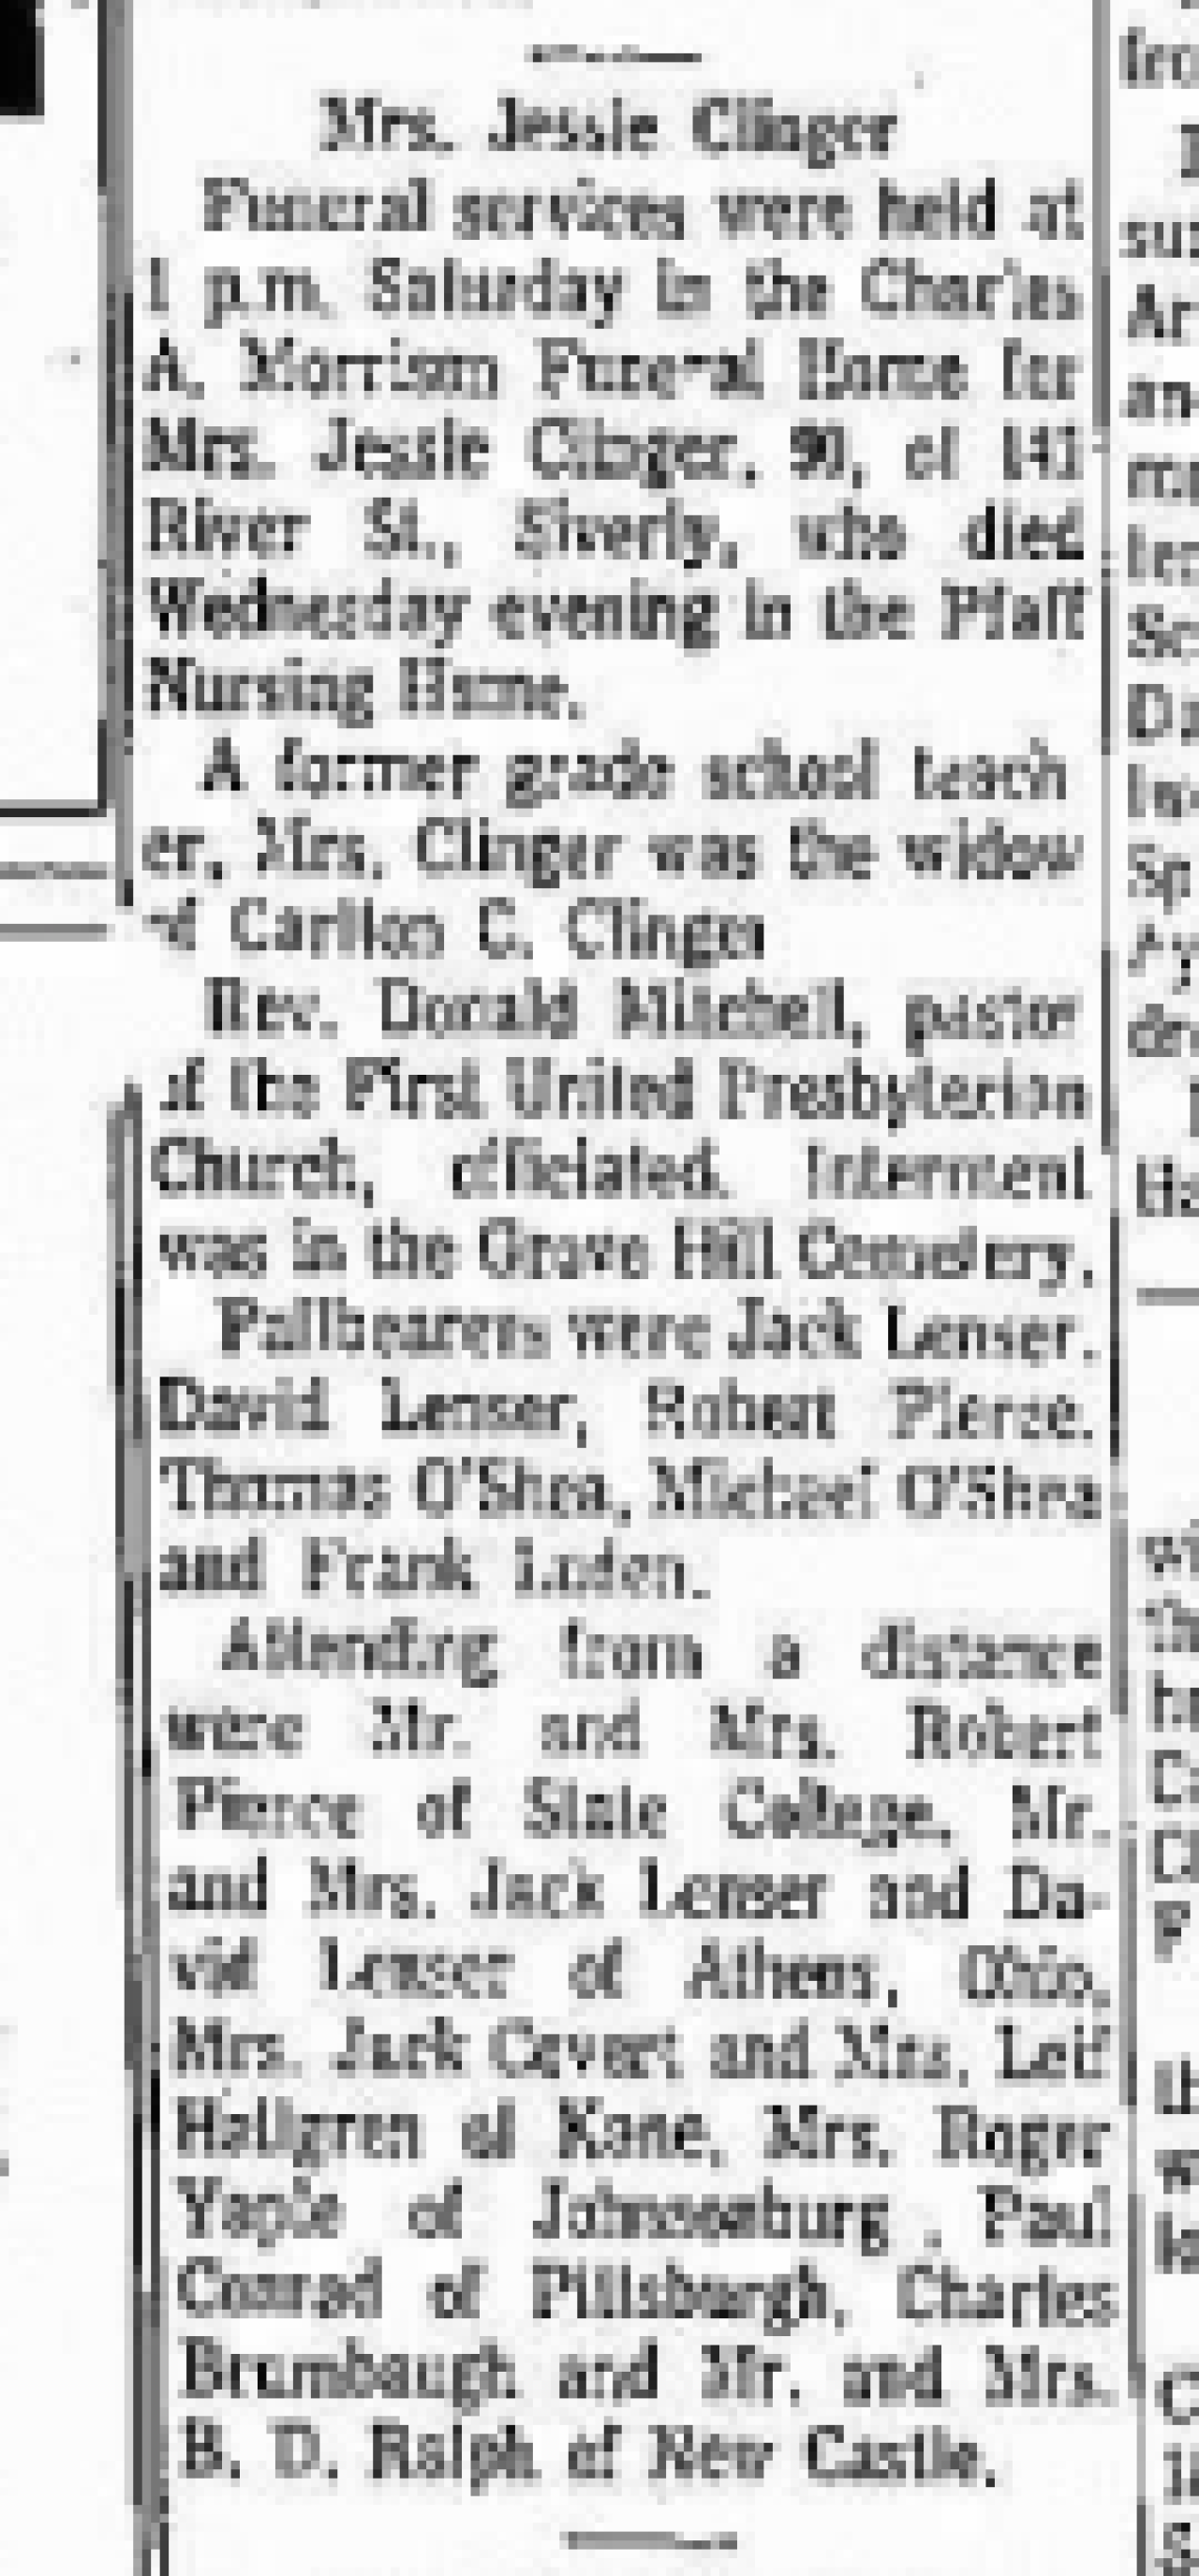 Mrs. Jessie Clinger
Funeral services were held at
1 p.m. Saturday in the Charles
A. Morrison Funeral Home for
Mrs. Jessie Clinger, 90, of
River St., Siverly, who died
Wednesday evening in the Pfaff
Nursing Home.
A former grade school teach
er, Mrs. Clinger was the widow
of Carlton C. Clinger
Rev. Donald Mitchell, pastor
of the First United Presbyterian
Church, officiated. Interment
was in the Grove Hill Cemetery.
Pallbearers were Jack Lenser,
David Lenser, Robert Pierce,
Thomas O'Shea, Michael O'Shea
and Frank
Attending from a distance
were Mr. and Mrs. Robert
Pierce of State College, Mr.
and Mrs. Jack Lenser and Da-
vid Lenser of Athens, Ohio,
Mrs. Jack Cavert and Mrs. Leif
Hallgren of Kane, Mrs. Roger
Yaple of Johnsonburg, Paul
Conrad of Pittsburgh, Charles
Brumbaugh and Mr. and Mrs.
B. D. Ralph of New Castle.